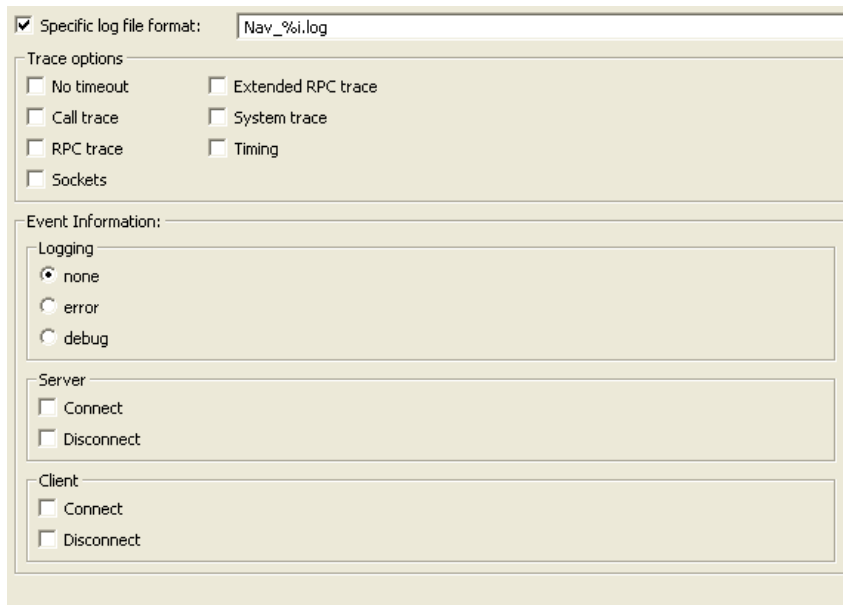 Specific log file format: Nav_%i.log
Trace options
No timeout Extended RPC trace
Call trace System trace
RPC trace Timing
Sockets
Event Information:
Logging
none
error
debug
Server
Connect
Disconnect
Client
Connect
Disconnect